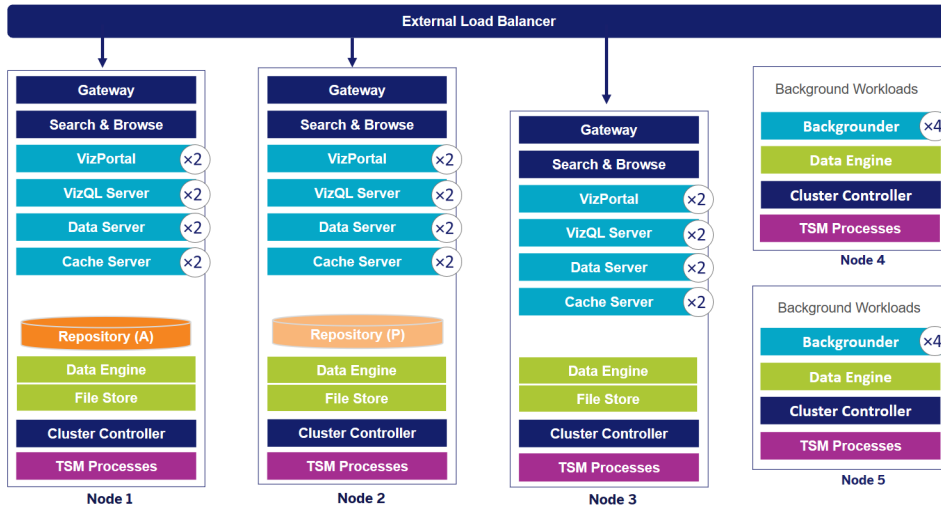 External Load Balancer
Gateway
Search & Browse
VizPortal ×2
VizQL Server ×2
Data Server ×2
Cache Server ×2
Repository (A)
Data Engine
File Store
Cluster Controller
TSM Processes
Node 1
Gateway
Search & Browse
VizPortal ×2
VizQL Server ×2
Data Server ×2
Cache Server ×2
Repository (P)
Data Engine
File Store
Cluster Controller
TSM Processes
Node 2
Gateway
Search & Browse
VizPortal ×2
VizQL Server ×2
Data Server ×2
Cache Server ×2
Data Engine
File Store
Cluster Controller
TSM Processes
Node 3
Background Workloads
Backgrounder ×4
Data Engine
Cluster Controller
TSM Processes
Node 4
Background Workloads
Backgrounder ×4
Data Engine
Cluster Controller
TSM Processes
Node 5